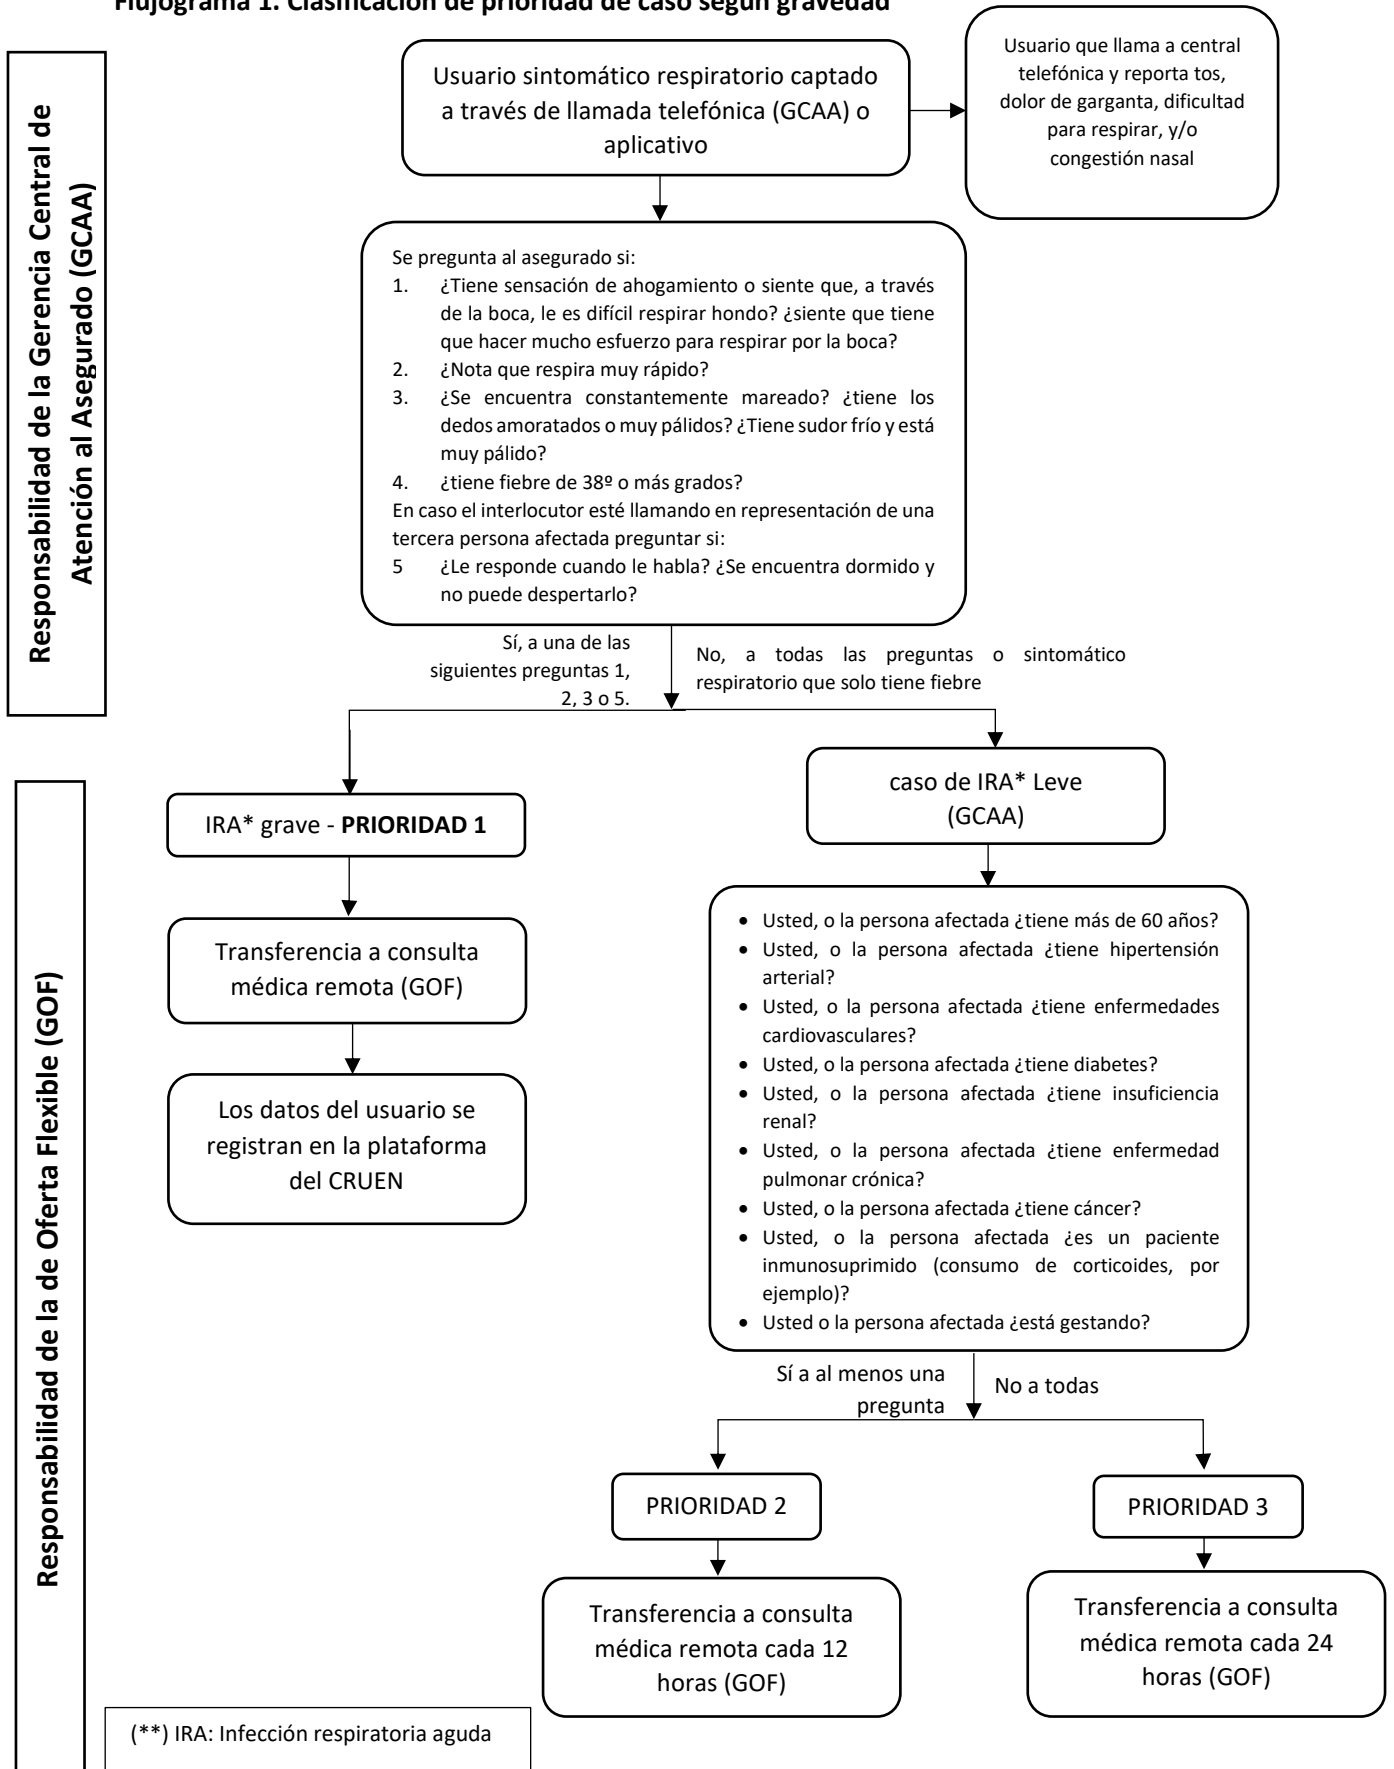 Flujograma 1. Clasificación de prioridad de caso según gravedad
Responsabilidad de la Gerencia Central de
Atención al Asegurado (GCAA)
Usuario sintomático respiratorio captado
a través de llamada telefónica (GCAA) o
aplicativo
Usuario que llama a central
telefónica y reporta tos,
dolor de garganta, dificultad
para respirar, y/o
congestión nasal
Se pregunta al asegurado si:
1. ¿Tiene sensación de ahogamiento o siente que, a través
de la boca, le es difícil respirar hondo? ¿siente que tiene
que hacer mucho esfuerzo para respirar por la boca?
2. ¿Nota que respira muy rápido?
3. ¿Se encuentra constantemente mareado? ¿tiene los
dedos amoratados o muy pálidos? ¿Tiene sudor frío y está
muy pálido?
4. ¿tiene fiebre de 38º o más grados?
En caso el interlocutor esté llamando en representación de una
tercera persona afectada preguntar si:
5 ¿Le responde cuando le habla? ¿Se encuentra dormido y
no puede despertarlo?
Sí, a una de las
siguientes preguntas 1,
2, 3 o 5.
No, a todas las preguntas o sintomático
respiratorio que solo tiene fiebre
Responsabilidad de la de Oferta Flexible (GOF)
IRA* grave - PRIORIDAD 1
Transferencia a consulta
médica remota (GOF)
Los datos del usuario se
registran en la plataforma
del CRUEN
caso de IRA* Leve
(GCAA)
• Usted, o la persona afectada ¿tiene más de 60 años?
• Usted, o la persona afectada ¿tiene hipertensión
arterial?
• Usted, o la persona afectada ¿tiene enfermedades
cardiovasculares?
• Usted, o la persona afectada ¿tiene diabetes?
• Usted, o la persona afectada ¿tiene insuficiencia
renal?
• Usted, o la persona afectada ¿tiene enfermedad
pulmonar crónica?
• Usted, o la persona afectada ¿tiene cáncer?
• Usted, o la persona afectada ¿es un paciente
inmunosuprimido (consumo de corticoides, por
ejemplo)?
• Usted o la persona afectada ¿está gestando?
Sí a al menos una
pregunta
No a todas
PRIORIDAD 2
PRIORIDAD 3
Transferencia a consulta
médica remota cada 12
horas (GOF)
Transferencia a consulta
médica remota cada 24
horas (GOF)
(**) IRA: Infección respiratoria aguda